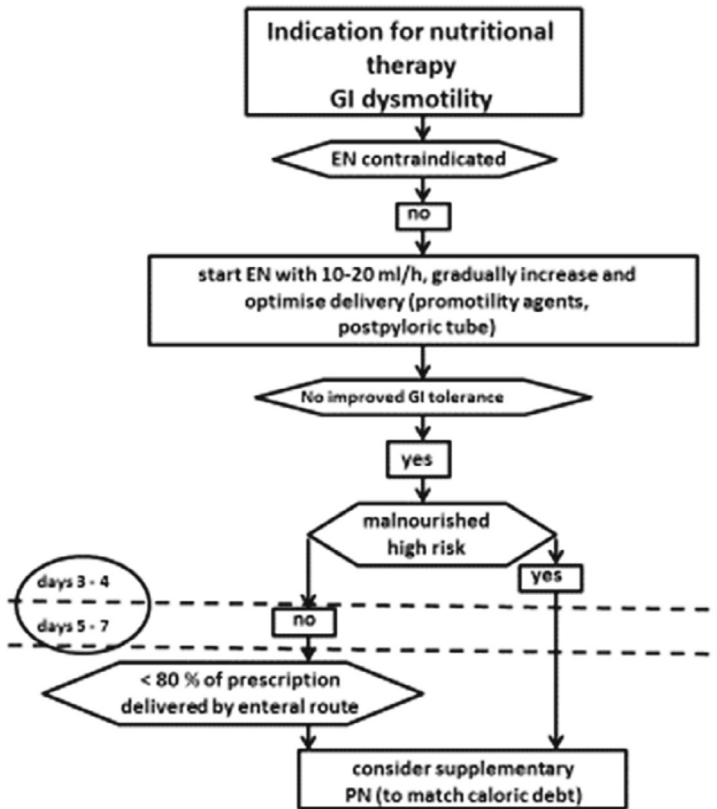 Indication for nutritional
therapy
GI dysmotility
EN contraindicated
no
start EN with 10-20 ml/h, gradually increase and
optimise delivery (promotility agents,
postpyloric tube)
No improved GI tolerance
yes
malnourished
high risk
days 3 - 4
yes
days 5 - 7
no
< 80 % of prescription
delivered by enteral route
consider supplementary
PN (to match caloric debt)